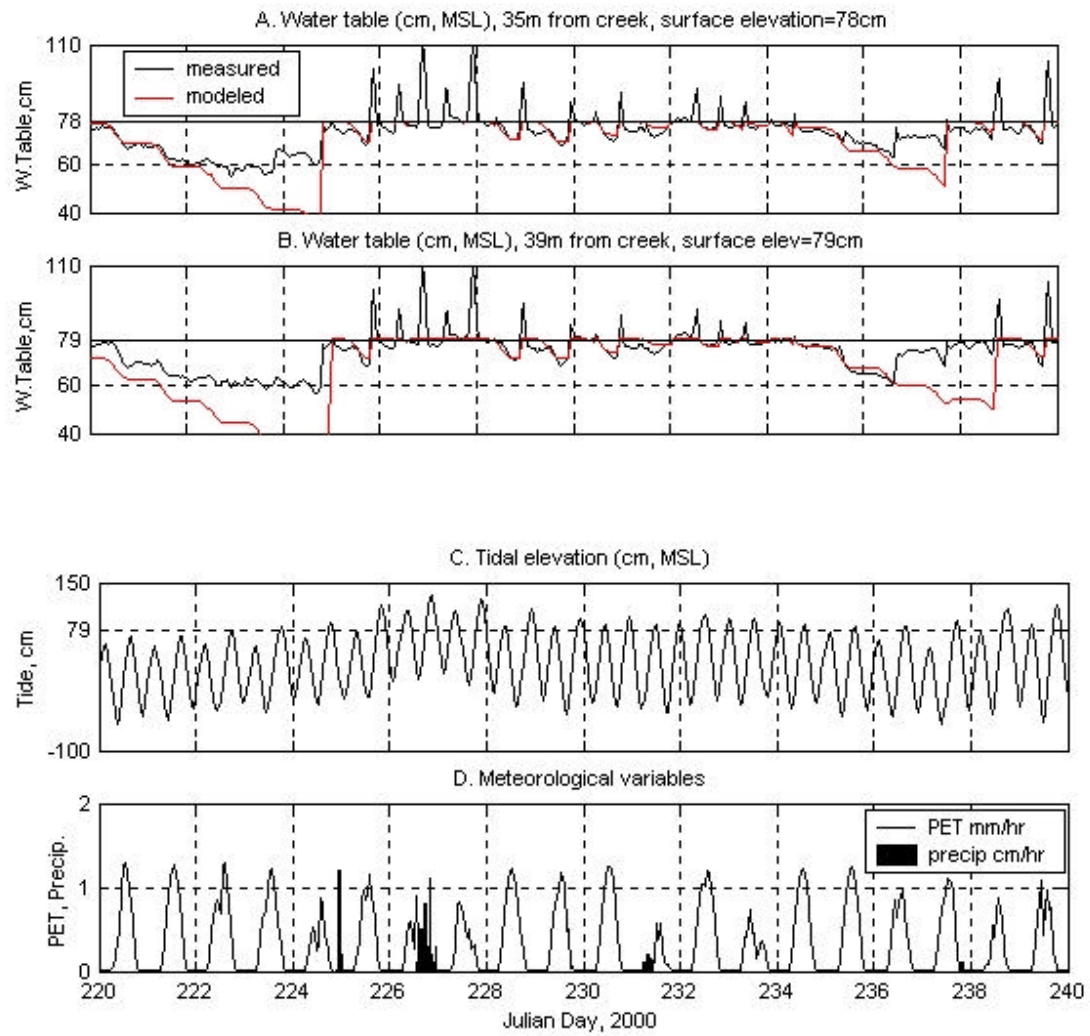 A. Water table (cm, MSL), 35m from creek, surface elevation=78cm
110
measured
modeled
78
60
40
W.Table,cm
B. Water table (cm, MSL), 39m from creek, surface elev=79cm
110
79
60
40
W.Table,cm
C. Tidal elevation (cm, MSL)
150
79
-100
Tide, cm
D. Meteorological variables
2
PET mm/hr
precip cm/hr
1
0
PET, Precip.
220 222 224 226 228 230 232 234 236 238 240
Julian Day, 2000